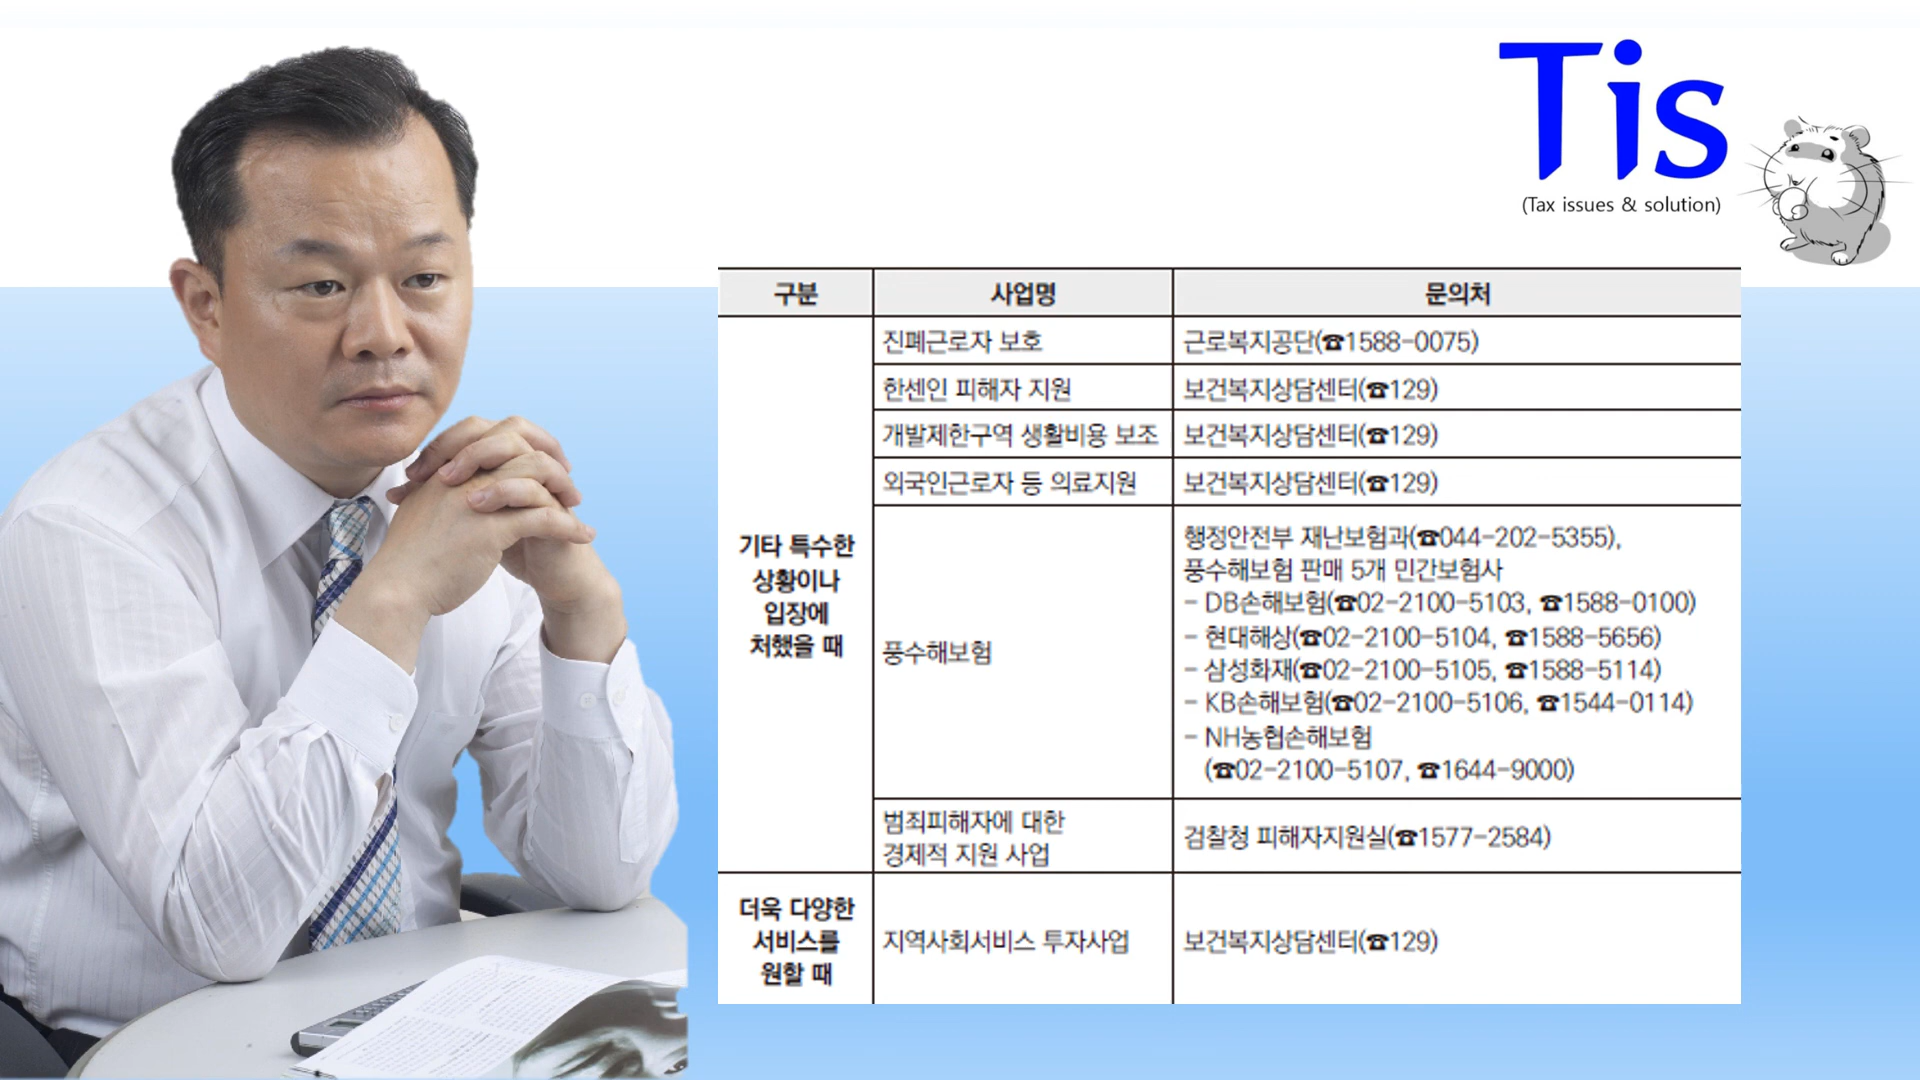 Tis
(Tax issues & solution)
구분 사업명 문의처
기타 특수한
상황이나
입장에
처했을 때
진폐근로자 보호 근로복지공단(☎1588-0075)
한센인 피해자 지원 보건복지상담센터(☎129)
개발제한구역 생활비용 보조 보건복지상담센터(☎129)
외국인근로자 등 의료지원 보건복지상담센터(☎129)
풍수해보험
행정안전부 재난보험과(☎044-202-5355),
풍수해보험 판매 5개 민간보험사
- DB손해보험(☎02-2100-5103, ☎1588-0100)
- 현대해상(☎02-2100-5104, ☎1588-5656)
- 삼성화재(☎02-2100-5105, ☎1588-5114)
- KB손해보험(☎02-2100-5106, ☎1544-0114)
- NH농협손해보험
(☎02-2100-5107, ☎1644-9000)
범죄피해자에 대한
경제적 지원 사업
검찰청 피해자지원실(☎1577-2584)
더욱 다양한
서비스를
원할 때
지역사회서비스 투자사업 보건복지상담센터(☎129)